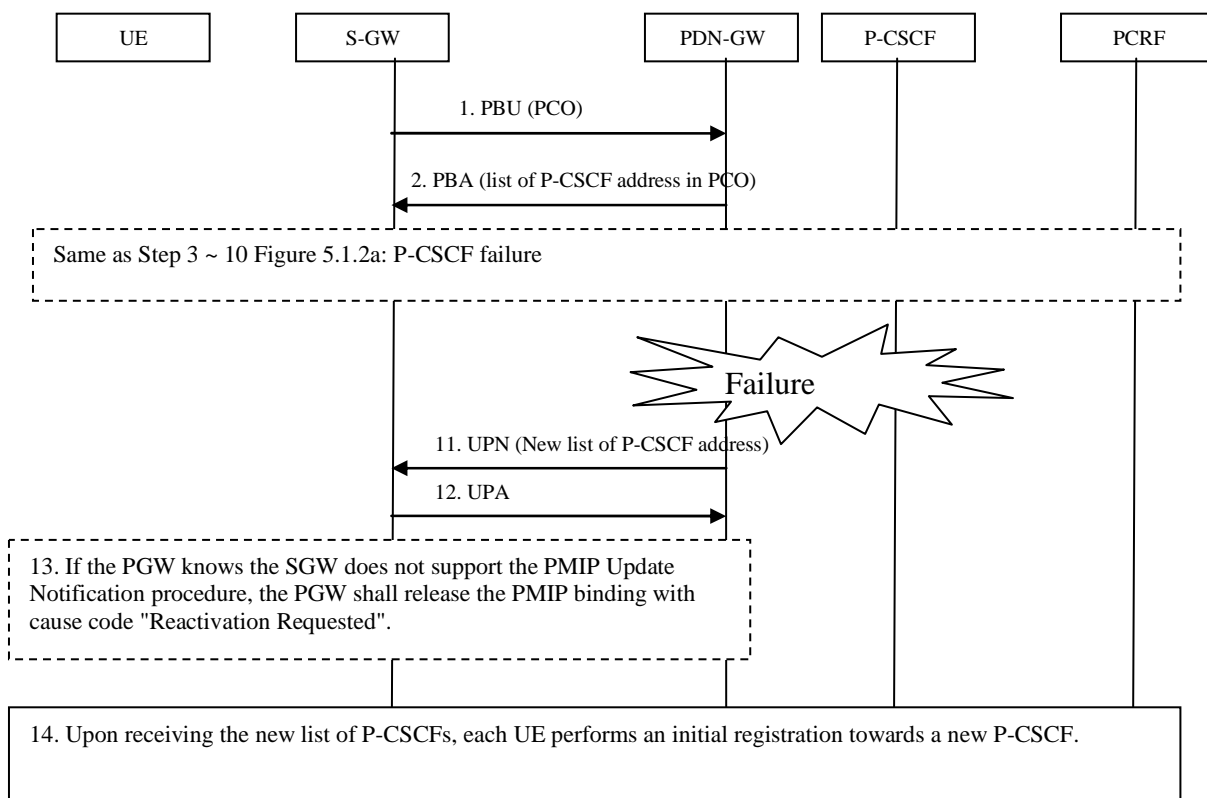 UE
S-GW
PDN-GW
P-CSCF
PCRF
1. PBU (PCO)
2. PBA (list of P-CSCF address in PCO)
Same as Step 3 ~ 10 Figure 5.1.2a: P-CSCF failure
Failure
11. UPN (New list of P-CSCF address)
12. UPA
13. If the PGW knows the SGW does not support the PMIP Update
Notification procedure, the PGW shall release the PMIP binding with
cause code "Reactivation Requested".
14. Upon receiving the new list of P-CSCFs, each UE performs an initial registration towards a new P-CSCF.